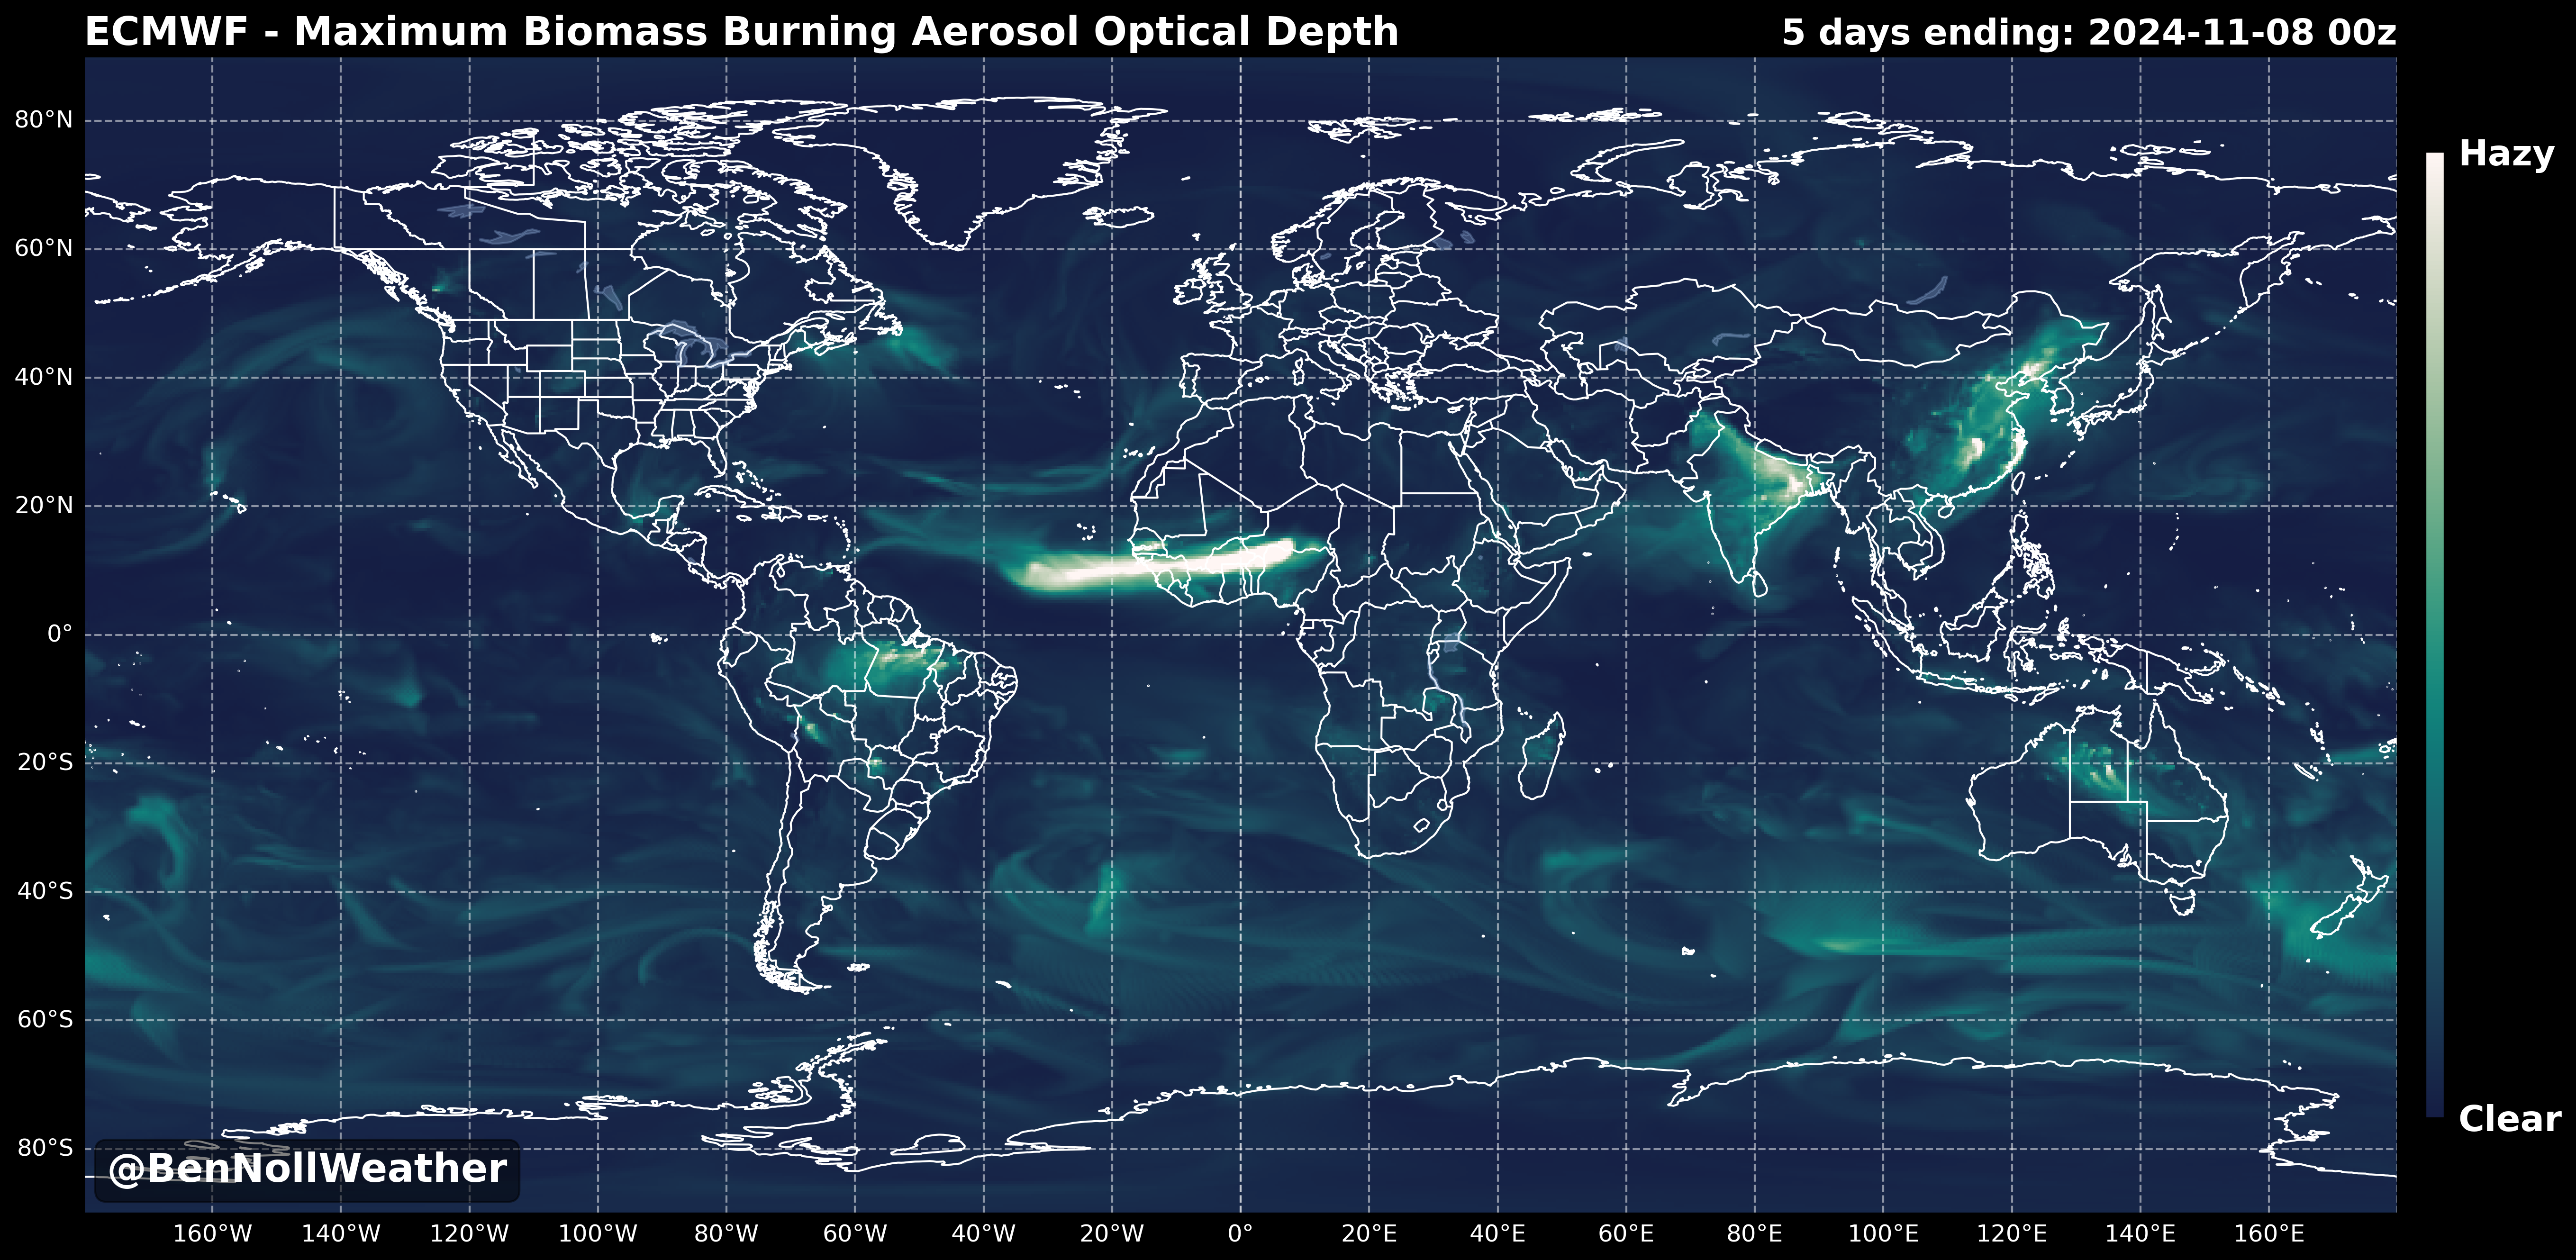 ECMWF - Maximum Biomass Burning Aerosol Optical Depth
5 days ending: 2024-11-08 00z
80°N
60°N
40°N
20°N
0°
20°S
40°S
60°S
80°S
160°W 140°W 120°W 100°W 80°W 60°W 40°W 20°W 0° 20°E 40°E 60°E 80°E 100°E 120°E 140°E 160°E
Hazy
Clear
@BenNollWeather